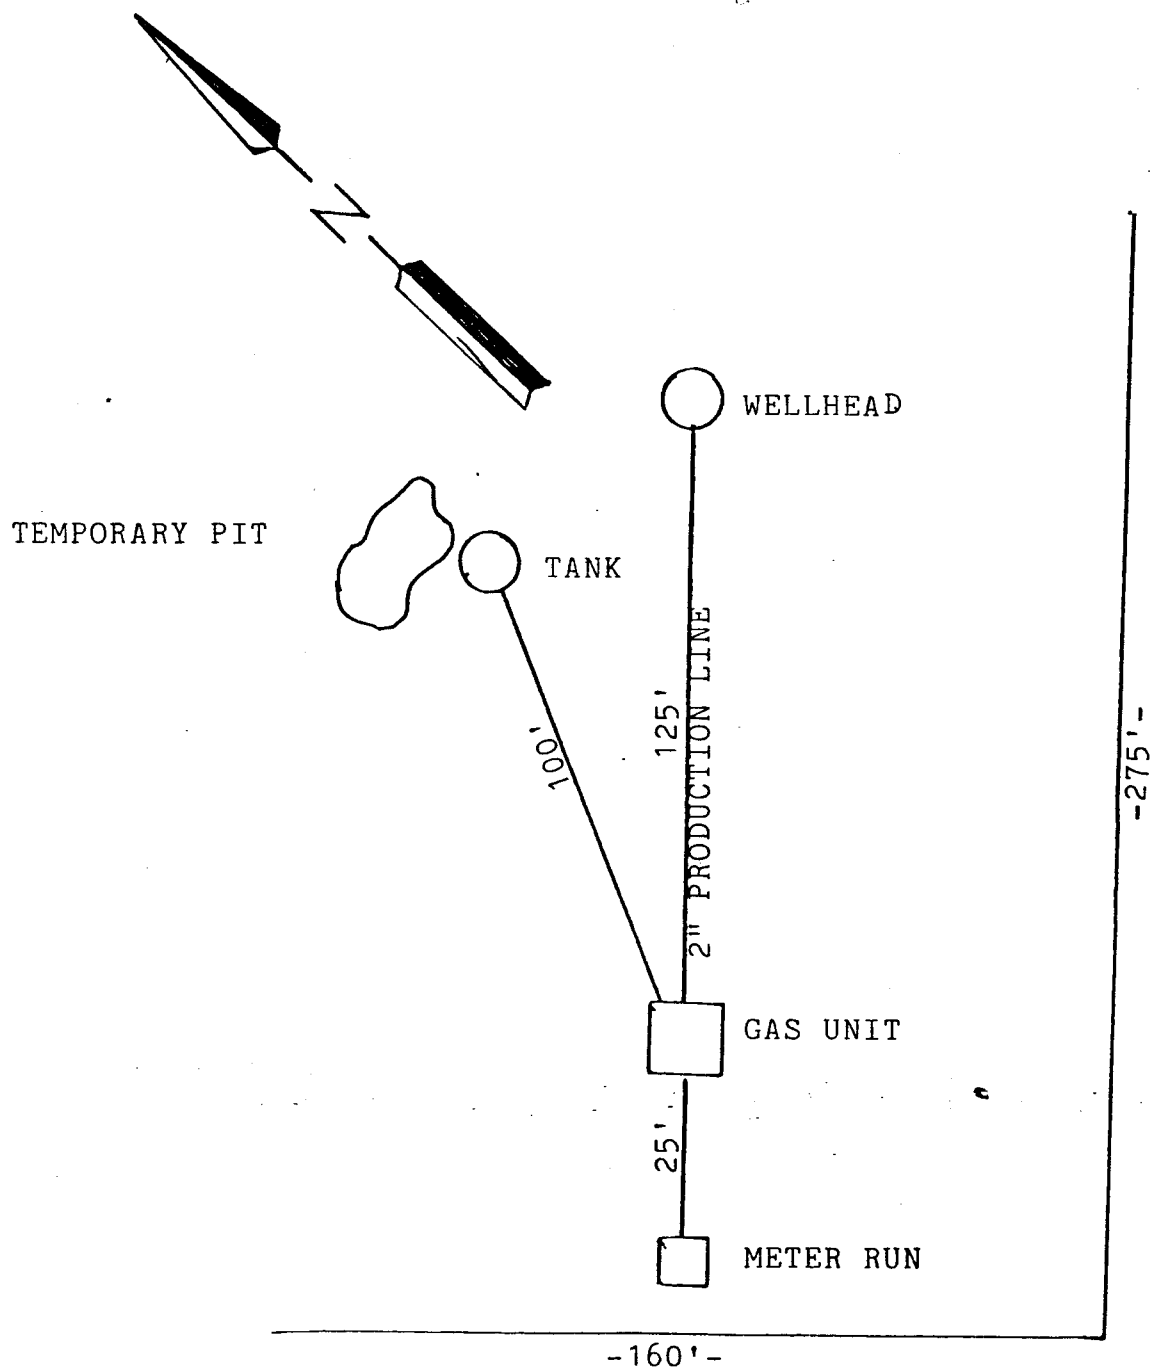 N
WELLHEAD
TEMPORARY PIT
TANK
100'
125'
2" PRODUCTION LINE
-275'-
GAS UNIT
25'
METER RUN
-160'-